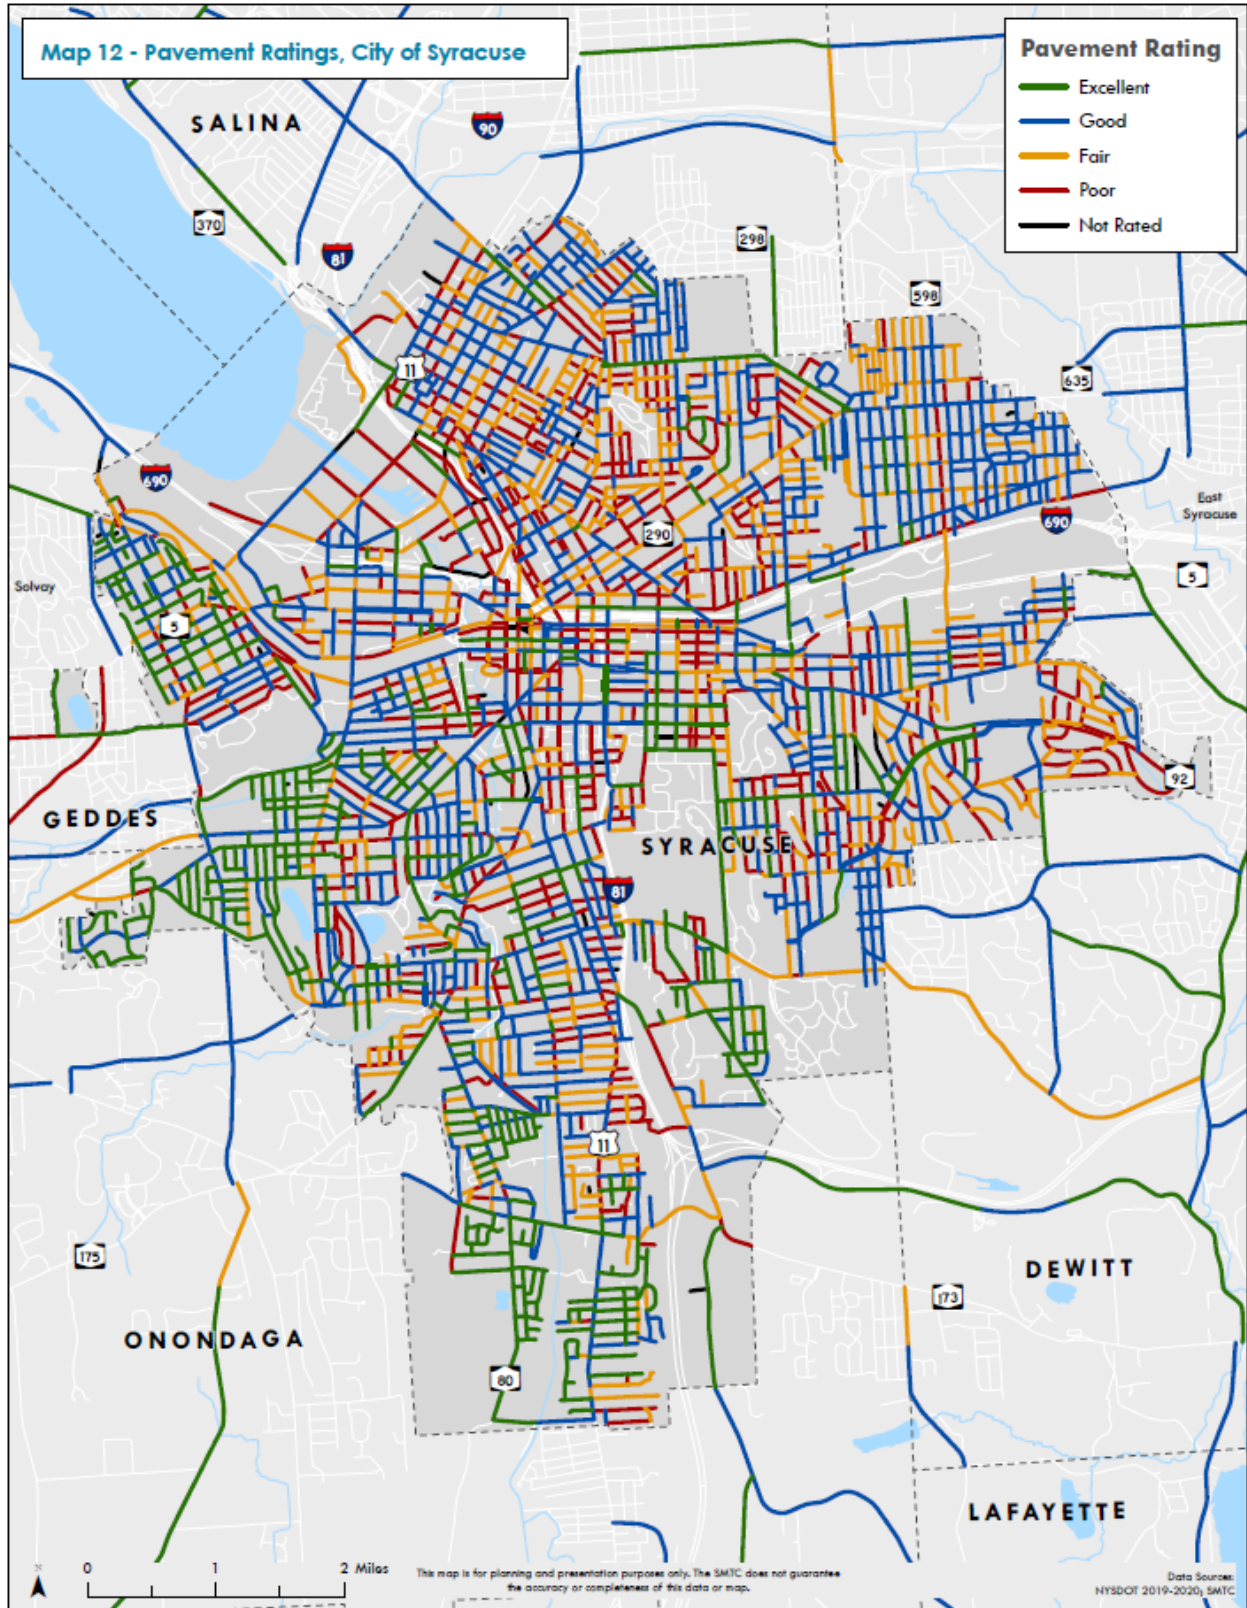 Map 12 - Pavement Ratings, City of Syracuse
Pavement Rating
Excellent
Good
Fair
Poor
Not Rated
SALINA
90
370
81
298
598
11
635
690
East
Syracuse
290
690
Solvay
5
5
92
GEDDES
SYRACUSE
81
11
175
DEWITT
173
ONONDAGA
80
LAFAYETTE
N
0 1 2 Miles
This map is for planning and presentation purposes only. The SMTC does not guarantee
the accuracy or completeness of this data or map.
Data Sources:
NYSDOT 2019-2020; SMTC